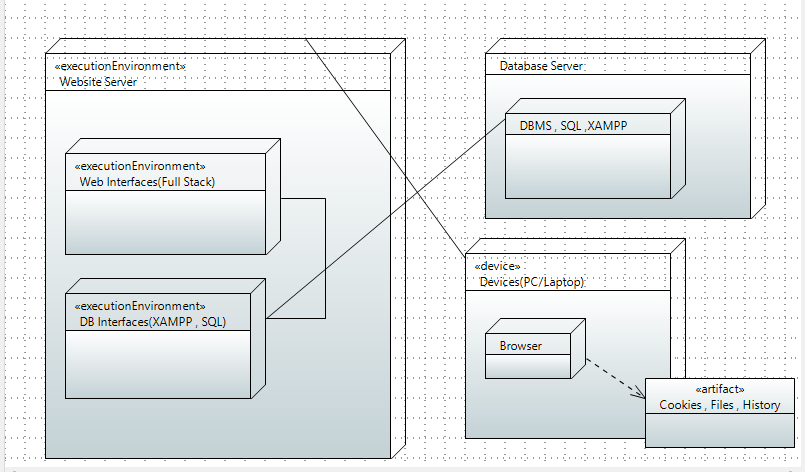 «executionEnvironment»
Website Server
«executionEnvironment»
Web Interfaces(Full Stack)
«executionEnvironment»
DB Interfaces(XAMPP , SQL)
Database Server
DBMS , SQL ,XAMPP
«device»
Devices(PC/Laptop)
Browser
«artifact»
Cookies , Files , History